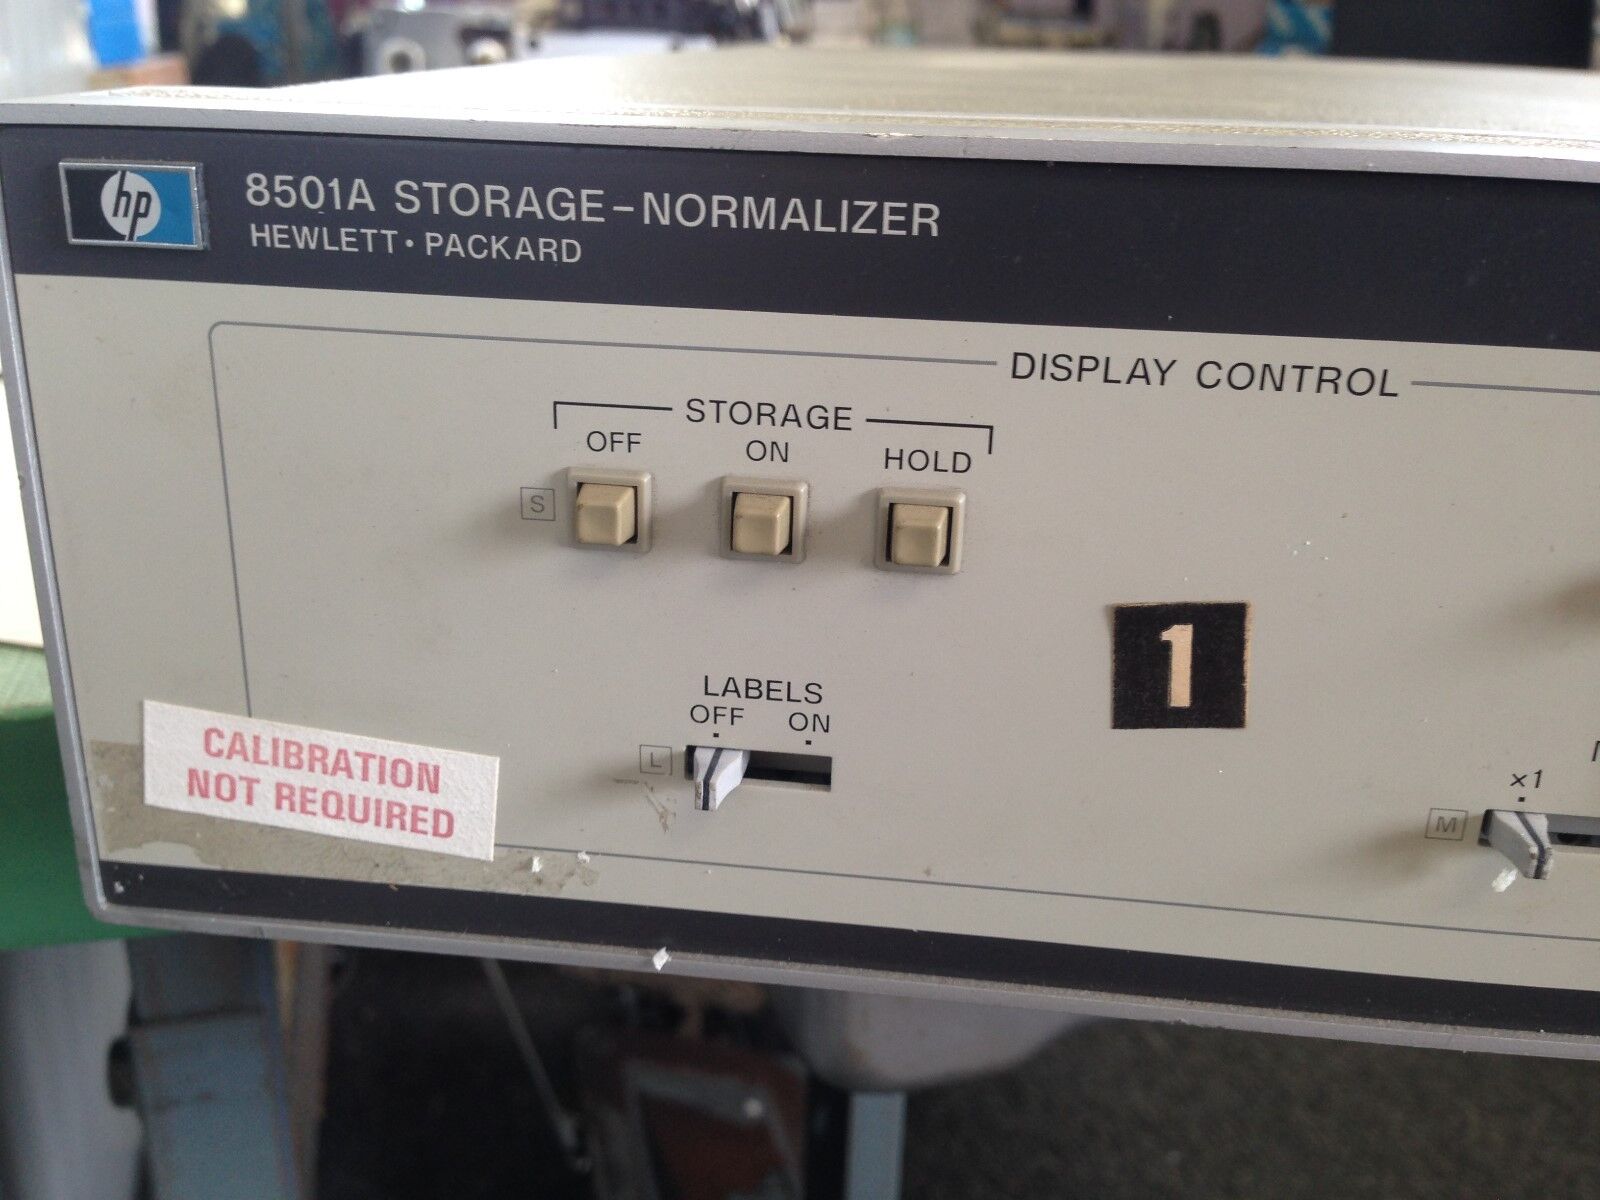 hp
8501A STORAGE-NORMALIZER
HEWLETT • PACKARD
DISPLAY CONTROL
STORAGE
OFF ON HOLD
S
1
LABELS
OFF ON
L
CALIBRATION
NOT REQUIRED
x1
M